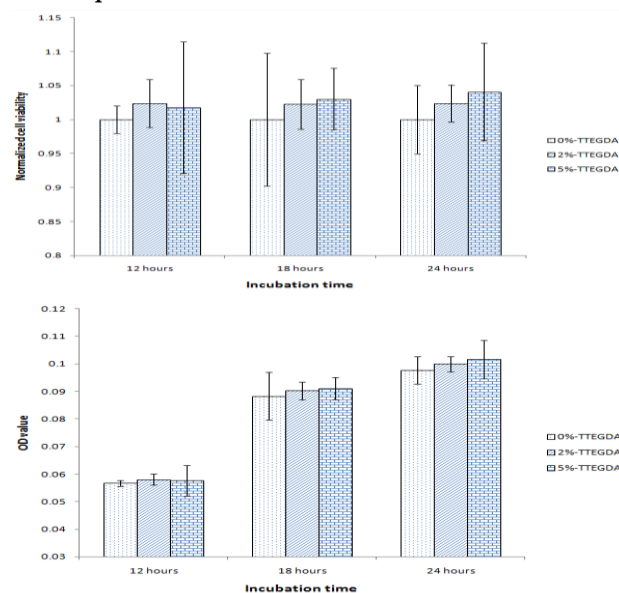 1.15
1.1
1.05
1
0.95
0.9
0.85
0.8
Normalized cell viability
12 hours 18 hours 24 hours
Incubation time
0%-TTEGDA
2%-TTEGDA
5%-TTEGDA
0.12
0.11
0.1
0.09
0.08
0.07
0.06
0.05
0.04
0.03
OD value
12 hours 18 hours 24 hours
Incubation time
0%-TTEGDA
2%-TTEGDA
5%-TTEGDA